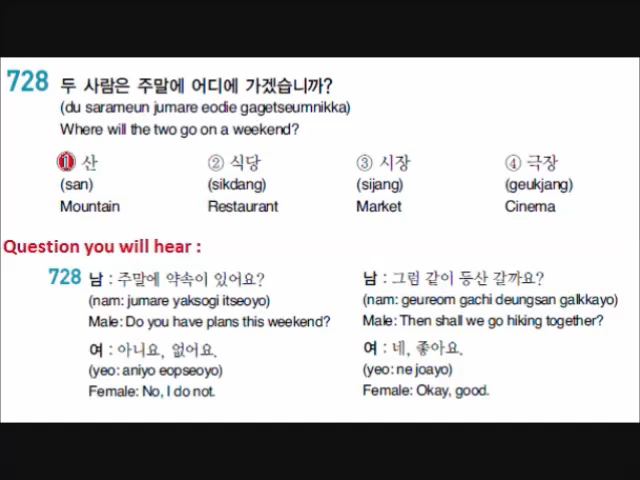 728 두 사람은 주말에 어디에 가겠습니까?
(du sarameun jumare eodie gagetseumnikka)
Where will the two go on a weekend?
① 산 ② 식당 ③ 시장 ④ 극장
(san) (sikdang) (sijang) (geukjang)
Mountain Restaurant Market Cinema
Question you will hear :
728 남 : 주말에 약속이 있어요?
(nam: jumare yaksogi itseoyo)
Male: Do you have plans this weekend?
여 : 아니요, 없어요.
(yeo: aniyo eopseoyo)
Female: No, I do not.
남 : 그럼 같이 등산 갈까요?
(nam: geureom gachi deungsan galkkayo)
Male: Then shall we go hiking together?
여 : 네, 좋아요.
(yeo: ne joayo)
Female: Okay, good.